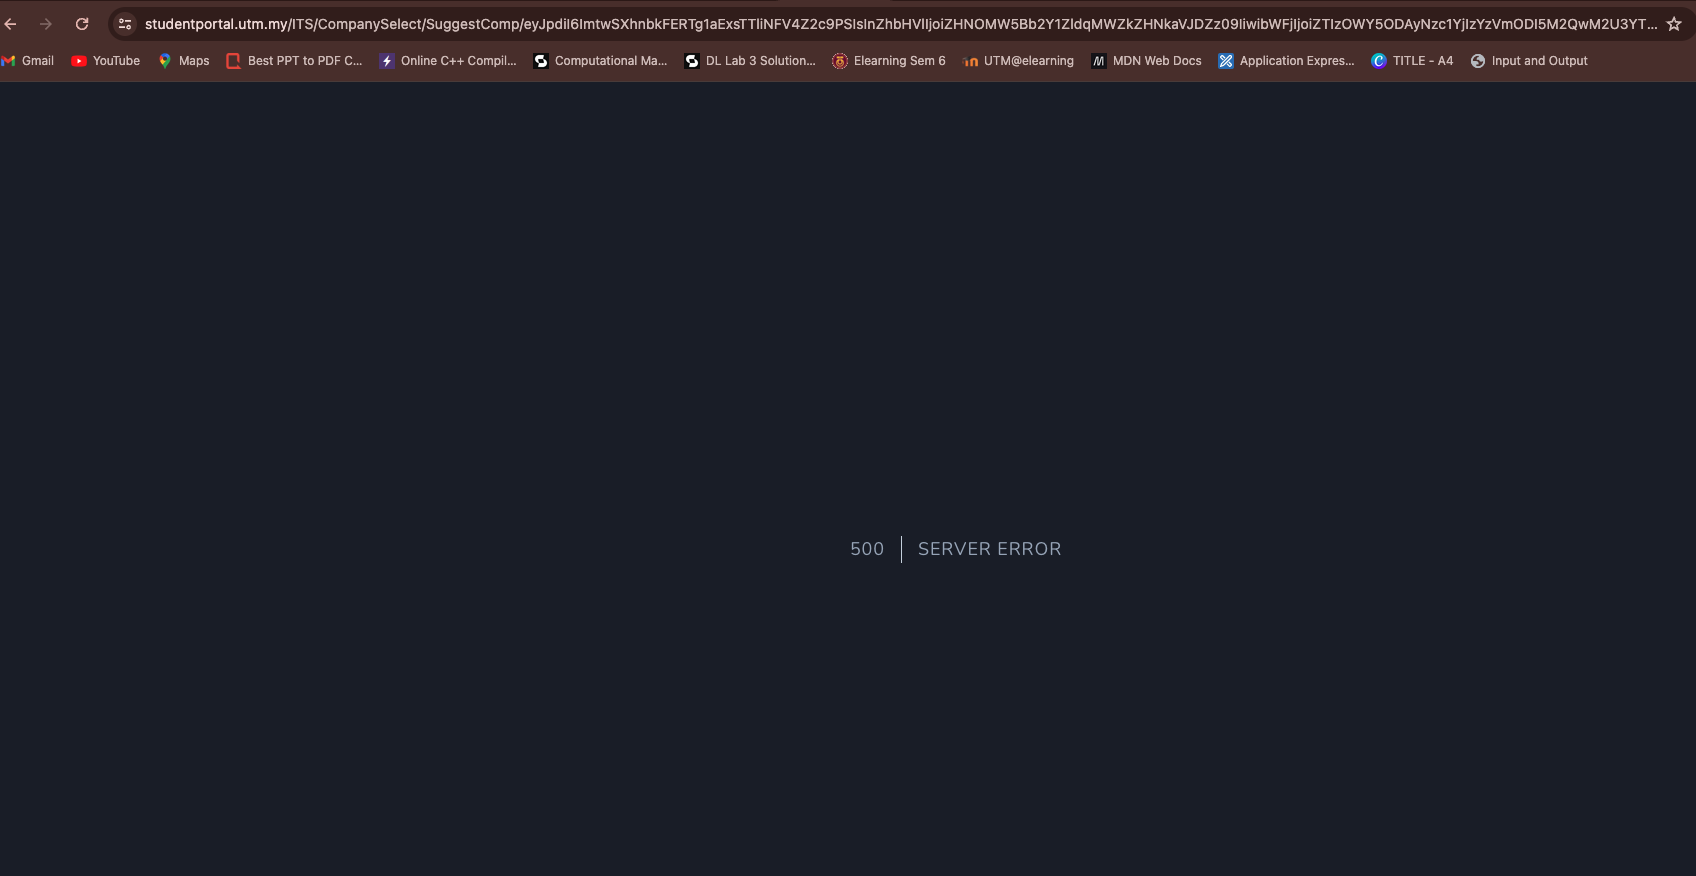 studentportal.utm.my/ITS/CompanySelect/SuggestComp/eyJpdiI6ImtwSXhnbkFERTg1aExsTTliNFV4Z2c9PSIsInZhbHVlIjoiZHNOMW5Bb2Y1ZldqMWZkZHNkaVJDZz09IiwibWFjIjoiZTIzOWY5ODAyNzc1YjIzYzVmODI5M2QwM2U3YT...
Gmail YouTube Maps Best PPT to PDF C... Online C++ Compil... Computational Ma... DL Lab 3 Solution... Elearning Sem 6 UTM@elearning MDN Web Docs Application Expres... TITLE - A4 Input and Output
500 SERVER ERROR